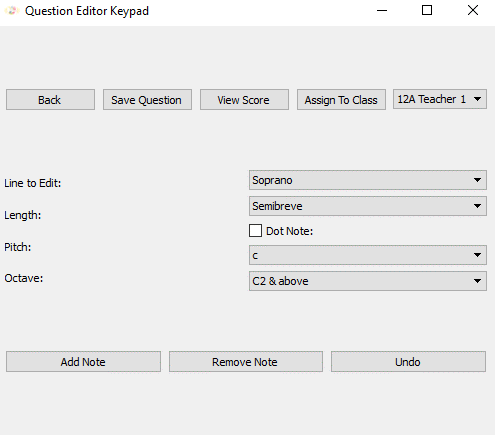 Question Editor Keypad
Back Save Question View Score Assign To Class 12A Teacher 1
Line to Edit: Soprano
Length: Semibreve
Dot Note:
Pitch: c
Octave: C2 & above
Add Note Remove Note Undo